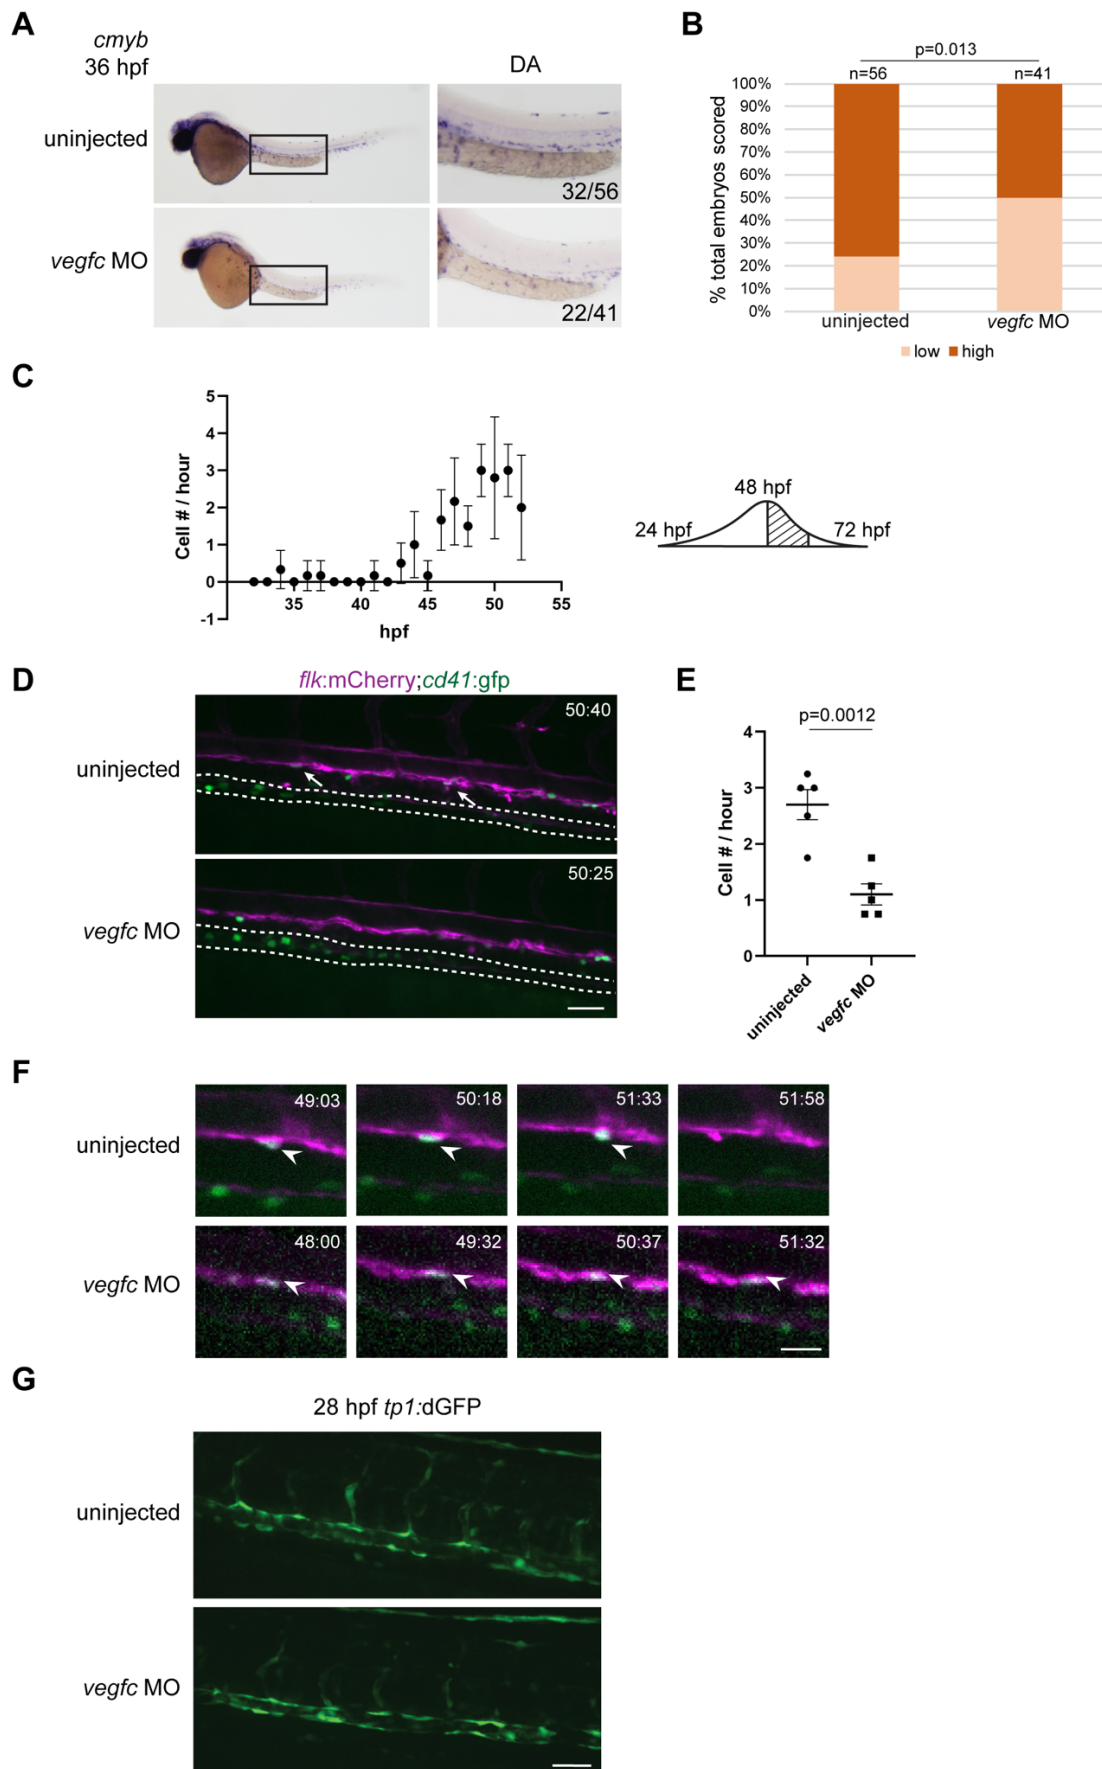 A
cmyb
36 hpf
DA
uninjected
32/56
vegfc MO
22/41
B
p=0.013
n=56
n=41
% total embryos scored
100%
90%
80%
70%
60%
50%
40%
30%
20%
10%
0%
uninjected
vegfc MO
low
high
C
Cell # / hour
5
4
3
2
1
0
-1
35
40
45
50
55
hpf
24 hpf
48 hpf
72 hpf
D
flk:mCherry;cd41:gfp
uninjected
50:40
vegfc MO
50:25
E
p=0.0012
Cell # / hour
4
3
2
1
0
uninjected
vegfc MO
F
uninjected
49:03
50:18
51:33
51:58
vegfc MO
48:00
49:32
50:37
51:32
G
28 hpf tp1:dGFP
uninjected
vegfc MO